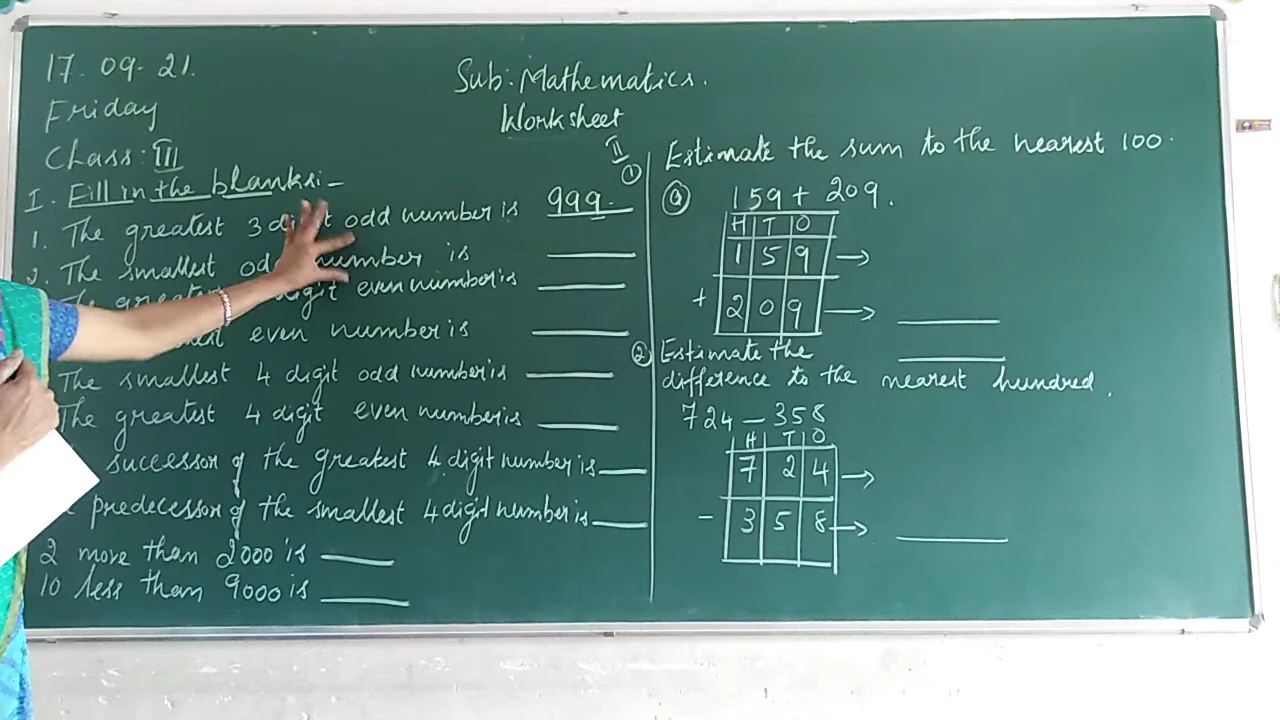 17-09-21.
Friday
Class: III
Sub: Mathematics.
Worksheet
I. Fill in the blanks:-
1. The greatest 3 digit odd number is 999.
2. The smallest number is
digit even number is
even number is
The smallest 4 digit odd number is
The greatest 4 digit even number is
successor of the greatest 4 digit number is
predecessor of the smallest 4 digit number is
2 more than 2000 is
10 less than 9000 is
II
① Estimate the sum to the nearest 100.
ⓐ 159 + 209.
H T O
1 5 9 →
+ 2 0 9 →
② Estimate the
difference to the nearest hundred.
724 - 358
H T O
7 2 4 →
- 3 5 8 →